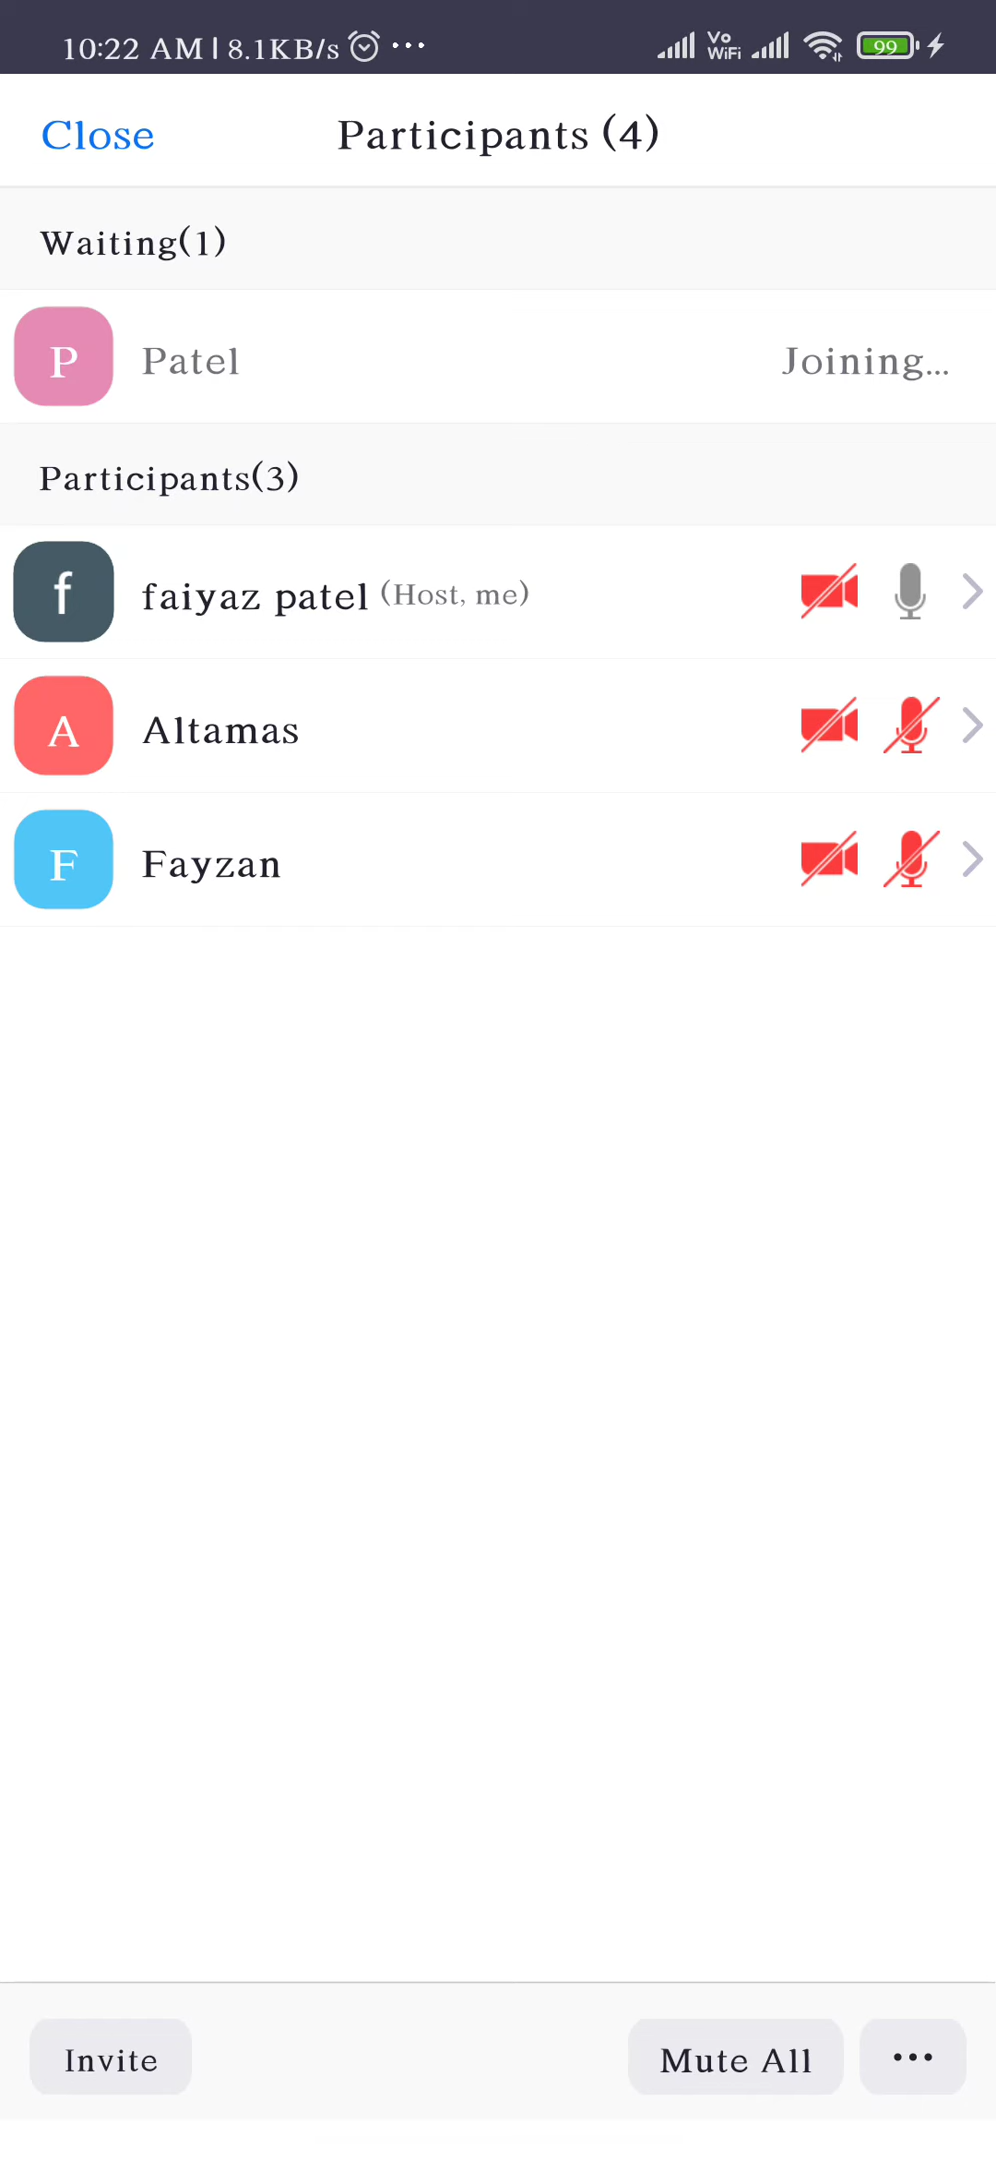 10:22 AM | 8.1KB/s ... Vo WiFi 99
Close Participants (4)
Waiting(1)
P Patel Joining...
Participants(3)
f faiyaz patel (Host, me)
A Altamas
F Fayzan
Invite Mute All ...